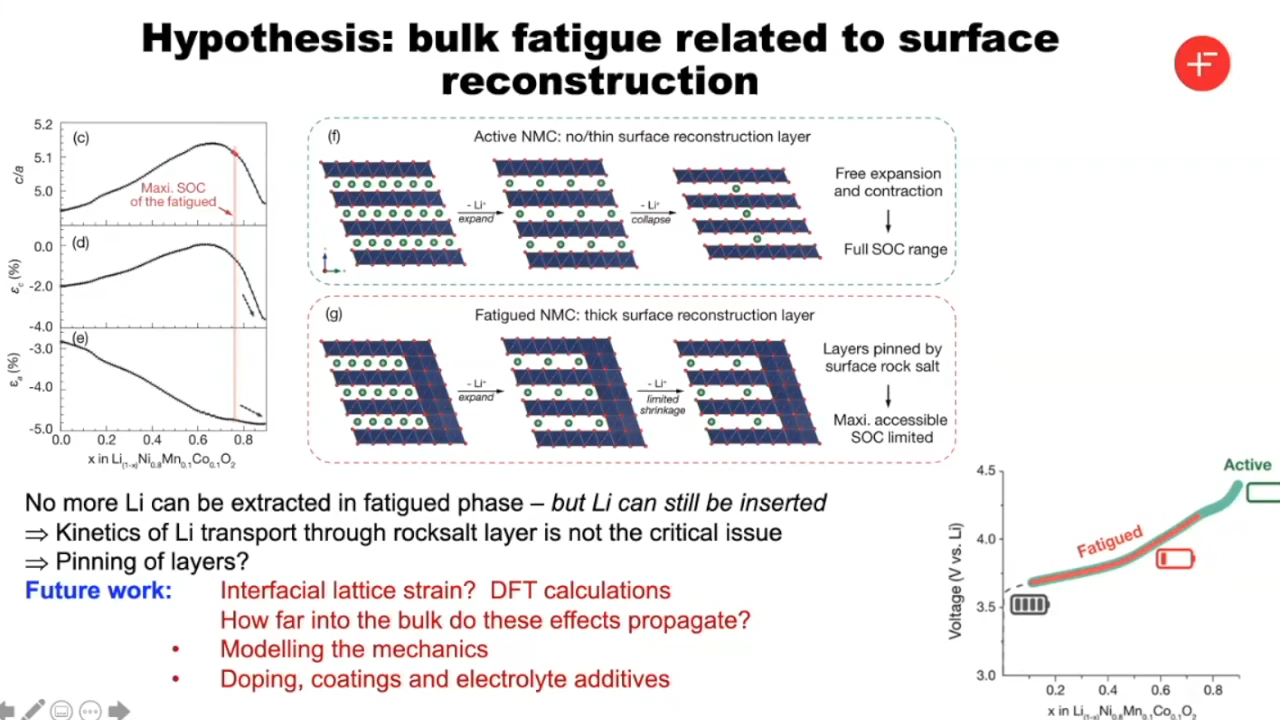 Hypothesis: bulk fatigue related to surface
reconstruction
(c)
5.2
5.1
5.0
c/a
Maxi. SOC
of the fatigued
(d)
0.0
-2.0
-4.0
εc (%)
(e)
-3.0
-4.0
-5.0
εa (%)
0.0 0.2 0.4 0.6 0.8
x in Li(1-x)Ni0.8Mn0.1Co0.1O2
(f)
Active NMC: no/thin surface reconstruction layer
- Li⁺
expand
- Li⁺
collapse
Free expansion
and contraction
Full SOC range
(g)
Fatigued NMC: thick surface reconstruction layer
- Li⁺
expand
- Li⁺
limited
shrinkage
Layers pinned by
surface rock salt
Maxi. accessible
SOC limited
No more Li can be extracted in fatigued phase – but Li can still be inserted
⇒ Kinetics of Li transport through rocksalt layer is not the critical issue
⇒ Pinning of layers?
Future work: Interfacial lattice strain? DFT calculations
How far into the bulk do these effects propagate?
• Modelling the mechanics
• Doping, coatings and electrolyte additives
Active
Fatigued
4.5
4.0
3.5
3.0
Voltage (V vs. Li)
0.2 0.4 0.6 0.8
x in Li(1-x)Ni0.8Mn0.1Co0.1O2